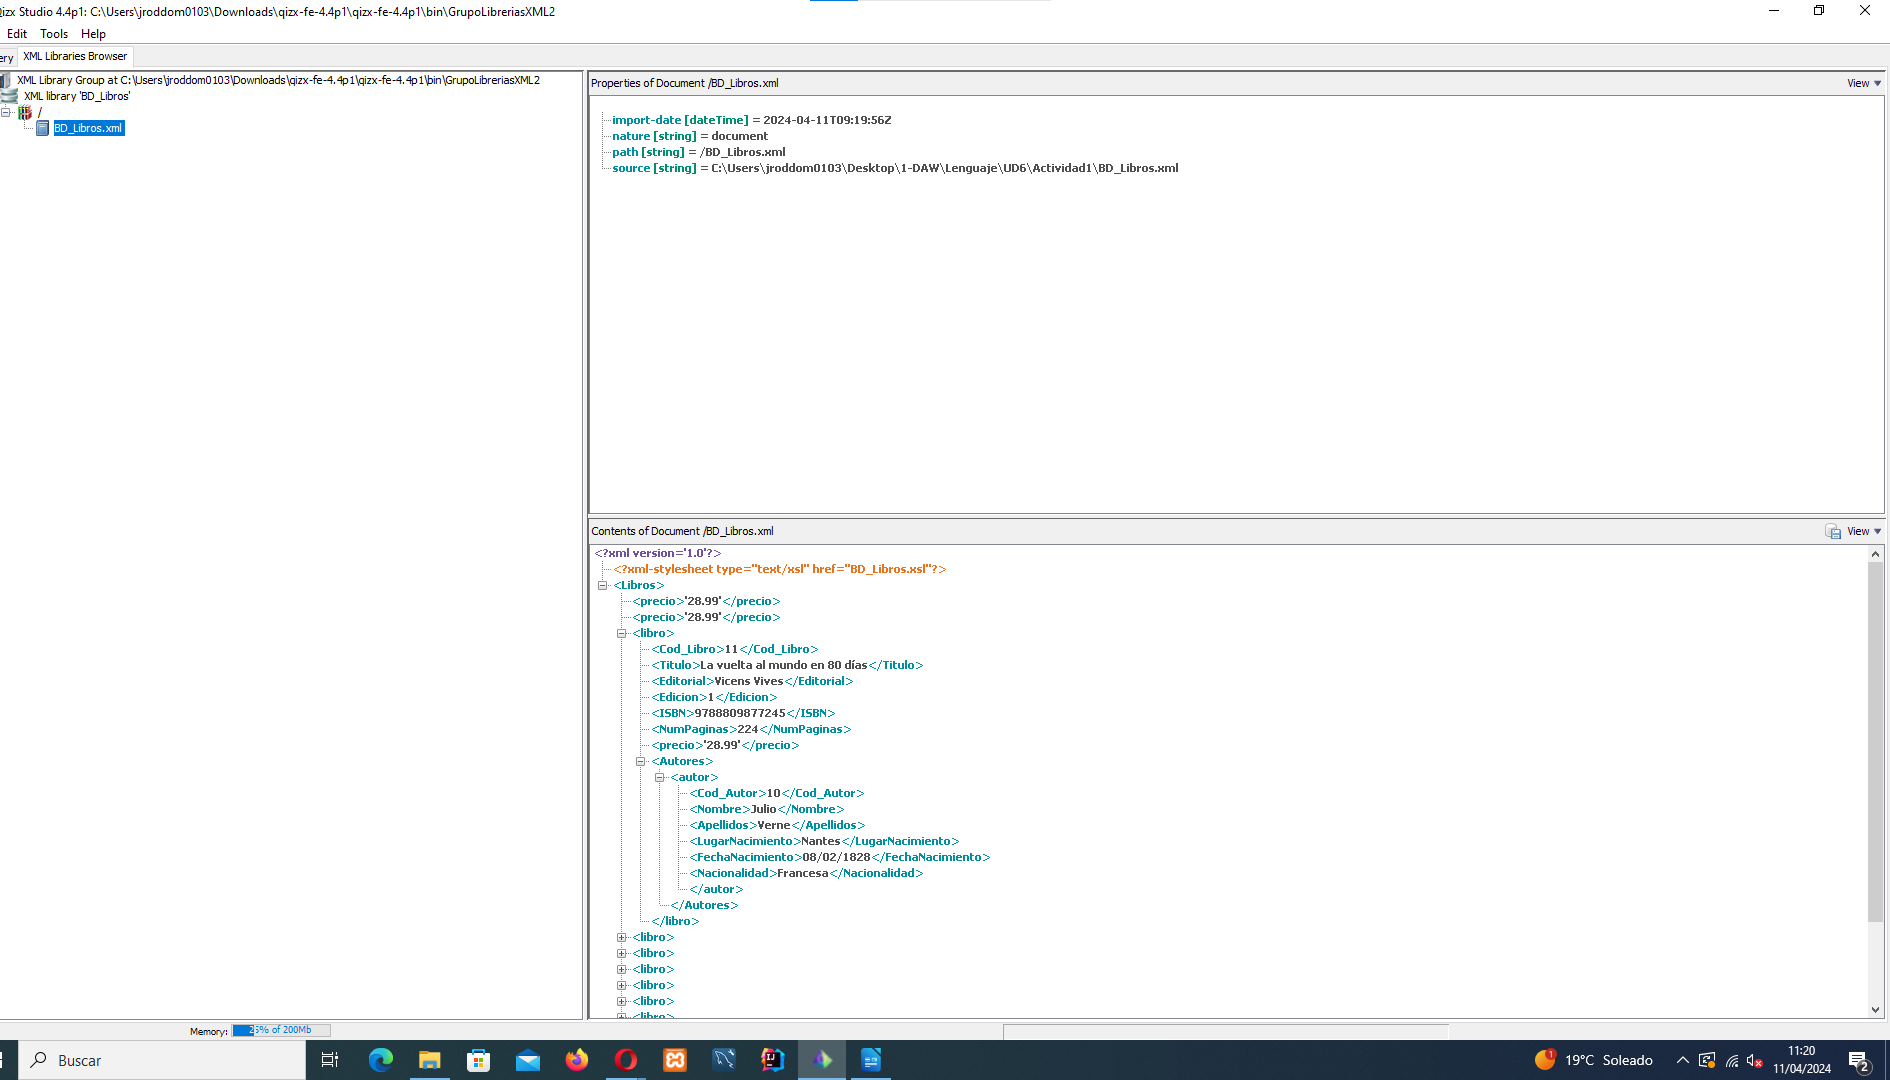 Qizx Studio 4.4p1: C:\Users\jroddom0103\Downloads\qizx-fe-4.4p1\qizx-fe-4.4p1\bin\GrupoLibreriasXML2
Edit Tools Help
ery XML Libraries Browser
XML Library Group at C:\Users\jroddom0103\Downloads\qizx-fe-4.4p1\qizx-fe-4.4p1\bin\GrupoLibreriasXML2
XML library 'BD_Libros'
/
BD_Libros.xml
Properties of Document /BD_Libros.xml
View
import-date [dateTime] = 2024-04-11T09:19:56Z
nature [string] = document
path [string] = /BD_Libros.xml
source [string] = C:\Users\jroddom0103\Desktop\1-DAW\Lenguaje\UD6\Actividad1\BD_Libros.xml
Contents of Document /BD_Libros.xml
View
<?xml version='1.0'?>
<?xml-stylesheet type="text/xsl" href="BD_Libros.xsl"?>
<Libros>
<precio>'28.99'</precio>
<precio>'28.99'</precio>
<libro>
<Cod_Libro>11</Cod_Libro>
<Titulo>La vuelta al mundo en 80 días</Titulo>
<Editorial>Vicens Vives</Editorial>
<Edicion>1</Edicion>
<ISBN>9788809877245</ISBN>
<NumPaginas>224</NumPaginas>
<precio>'28.99'</precio>
<Autores>
<autor>
<Cod_Autor>10</Cod_Autor>
<Nombre>Julio</Nombre>
<Apellidos>Verne</Apellidos>
<LugarNacimiento>Nantes</LugarNacimiento>
<FechaNacimiento>08/02/1828</FechaNacimiento>
<Nacionalidad>Francesa</Nacionalidad>
</autor>
</Autores>
</libro>
<libro>
<libro>
<libro>
<libro>
<libro>
<libro>
Memory: 25% of 200Mb
Buscar
1
19°C Soleado
11:20
11/04/2024
2